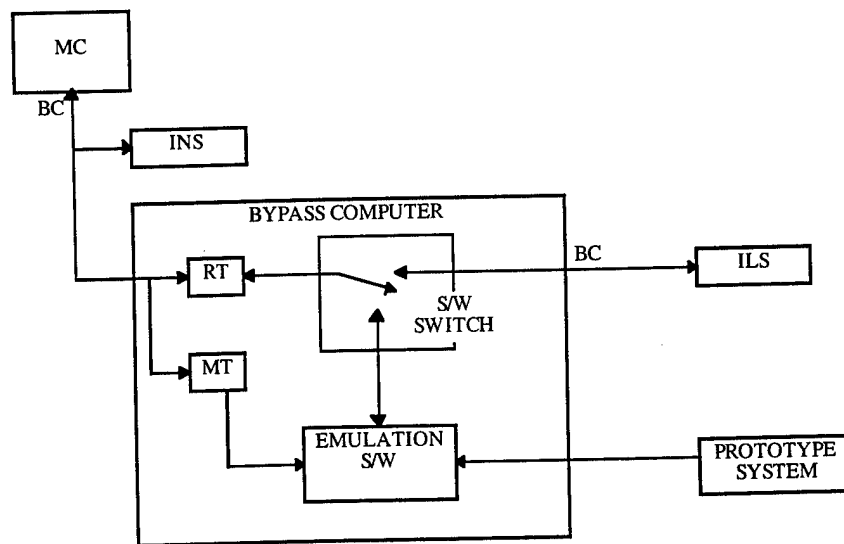 MC
BC
INS
BYPASS COMPUTER
RT
BC
ILS
S/W
SWITCH
MT
EMULATION
S/W
PROTOTYPE
SYSTEM